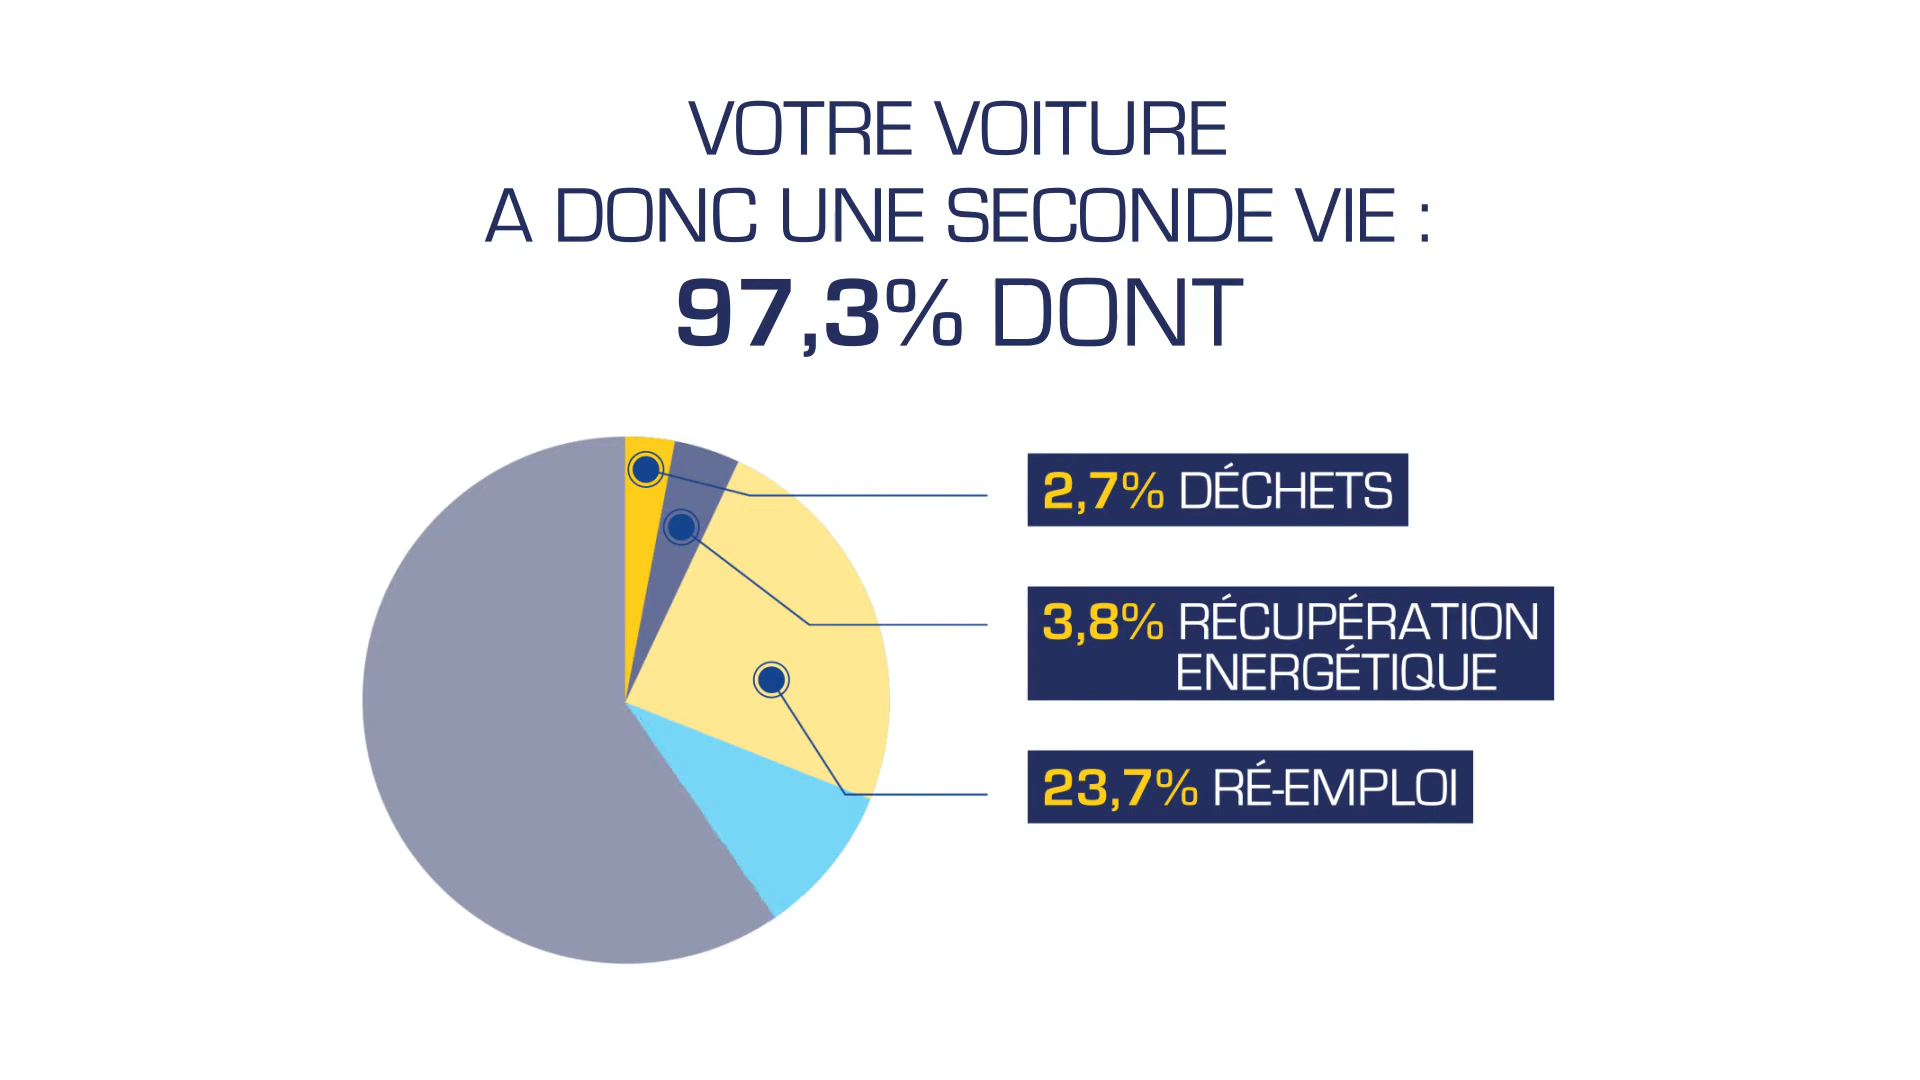 VOTRE VOITURE
A DONC UNE SECONDE VIE :
97,3% DONT
2,7% DÉCHETS
3,8% RÉCUPÉRATION
ENERGÉTIQUE
23,7% RÉ-EMPLOI